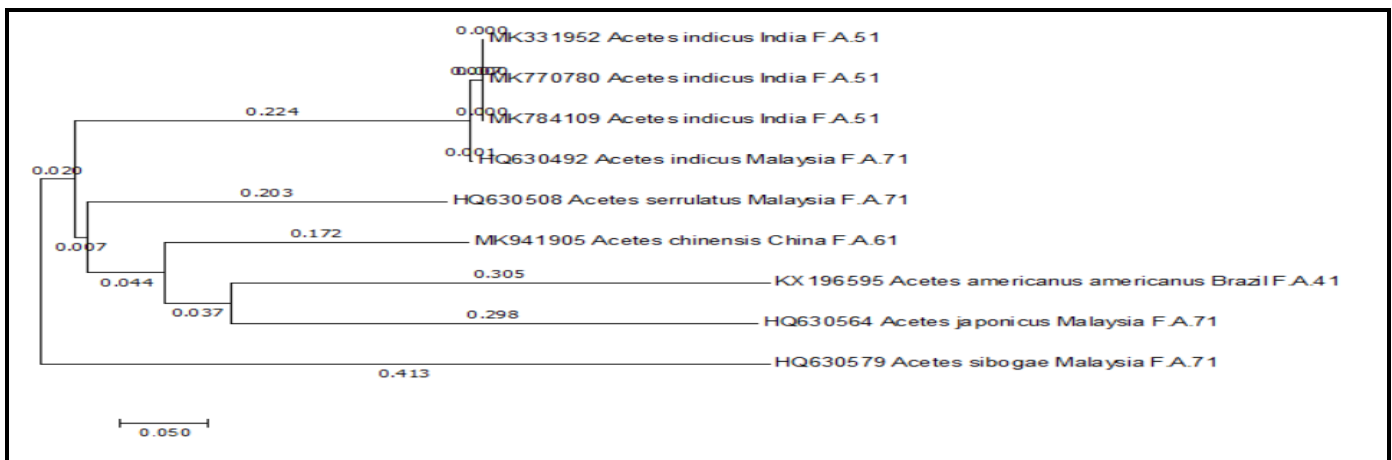 0.000
MK331952 Acetes indicus India F.A.51
MK770780 Acetes indicus India F.A.51
0.224
0.000
MK784109 Acetes indicus India F.A.51
0.001
HQ630492 Acetes indicus Malaysia F.A.71
0.020
0.203
HQ630508 Acetes serrulatus Malaysia F.A.71
0.172
MK941905 Acetes chinensis China F.A.61
0.007
0.044
0.305
KX196595 Acetes americanus americanus Brazil F.A.41
0.037
0.298
HQ630564 Acetes japonicus Malaysia F.A.71
HQ630579 Acetes sibogae Malaysia F.A.71
0.413
0.050